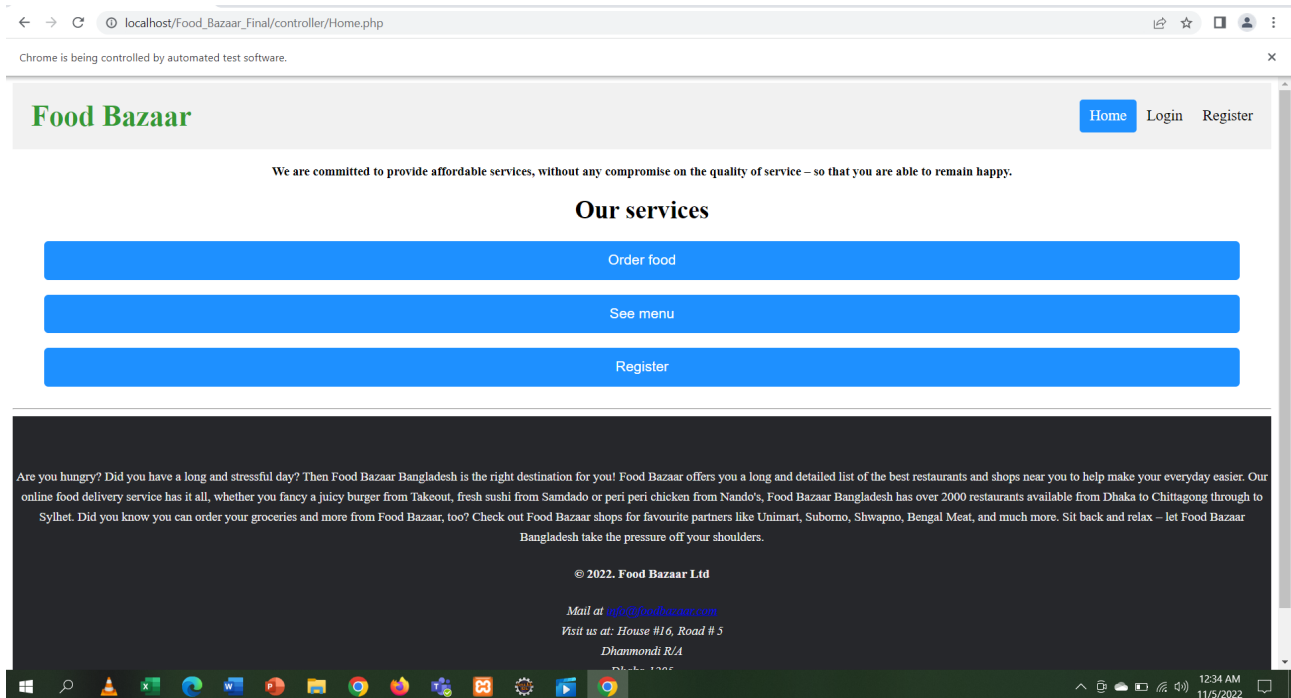 localhost/Food_Bazaar_Final/controller/Home.php
Chrome is being controlled by automated test software.
Food Bazaar
Home Login Register
We are committed to provide affordable services, without any compromise on the quality of service – so that you are able to remain happy.
Our services
Order food
See menu
Register
Are you hungry? Did you have a long and stressful day? Then Food Bazaar Bangladesh is the right destination for you! Food Bazaar offers you a long and detailed list of the best restaurants and shops near you to help make your everyday easier. Our
online food delivery service has it all, whether you fancy a juicy burger from Takeout, fresh sushi from Samdado or peri peri chicken from Nando's, Food Bazaar Bangladesh has over 2000 restaurants available from Dhaka to Chittagong through to
Sylhet. Did you know you can order your groceries and more from Food Bazaar, too? Check out Food Bazaar shops for favourite partners like Unimart, Suborno, Shwapno, Bengal Meat, and much more. Sit back and relax – let Food Bazaar
Bangladesh take the pressure off your shoulders.
© 2022. Food Bazaar Ltd
Mail at
Visit us at: House #16, Road # 5
Dhanmondi R/A
12:34 AM
11/5/2022